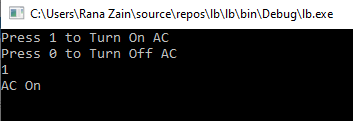 C:\Users\Rana Zain\source\repos\lb\lb\bin\Debug\lb.exe
Press 1 to Turn On AC
Press 0 to Turn Off AC
1
AC On